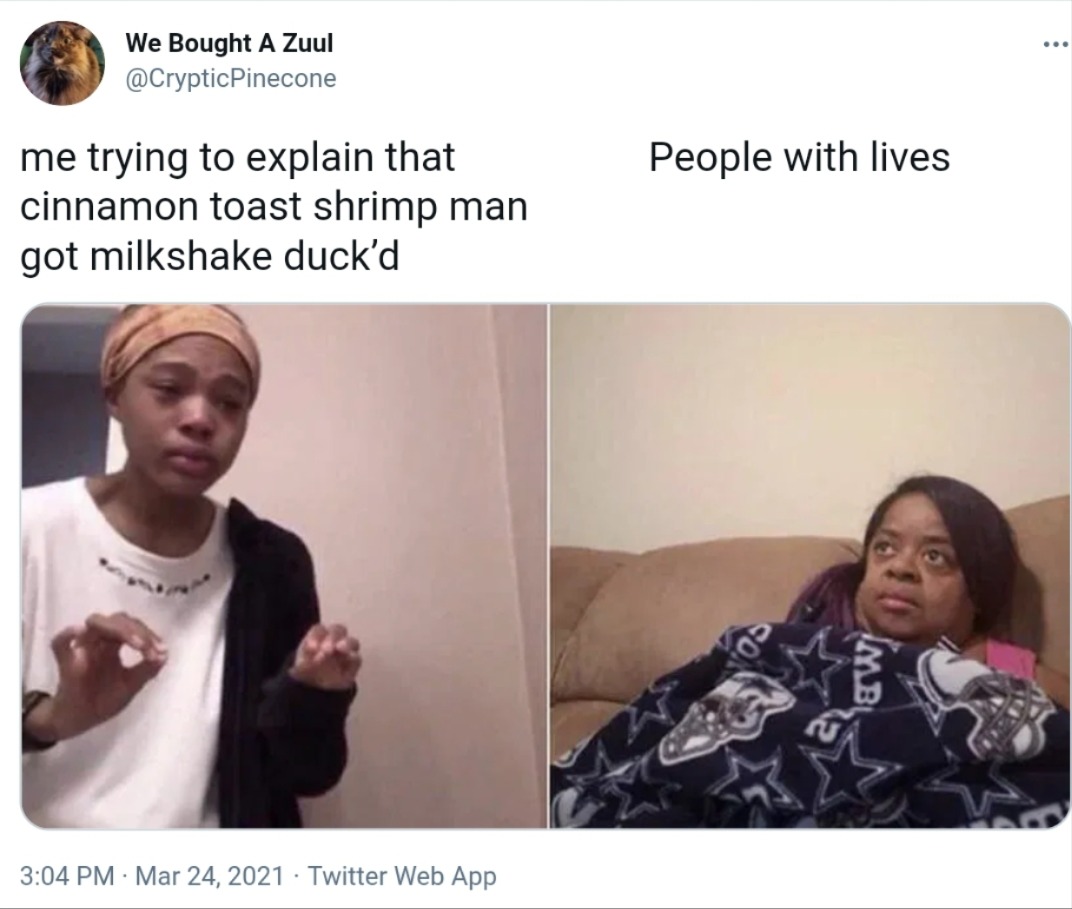 We Bought A Zuul
@CrypticPinecone
me trying to explain that
cinnamon toast shrimp man
got milkshake duck’d
People with lives
3:04 PM · Mar 24, 2021 · Twitter Web App